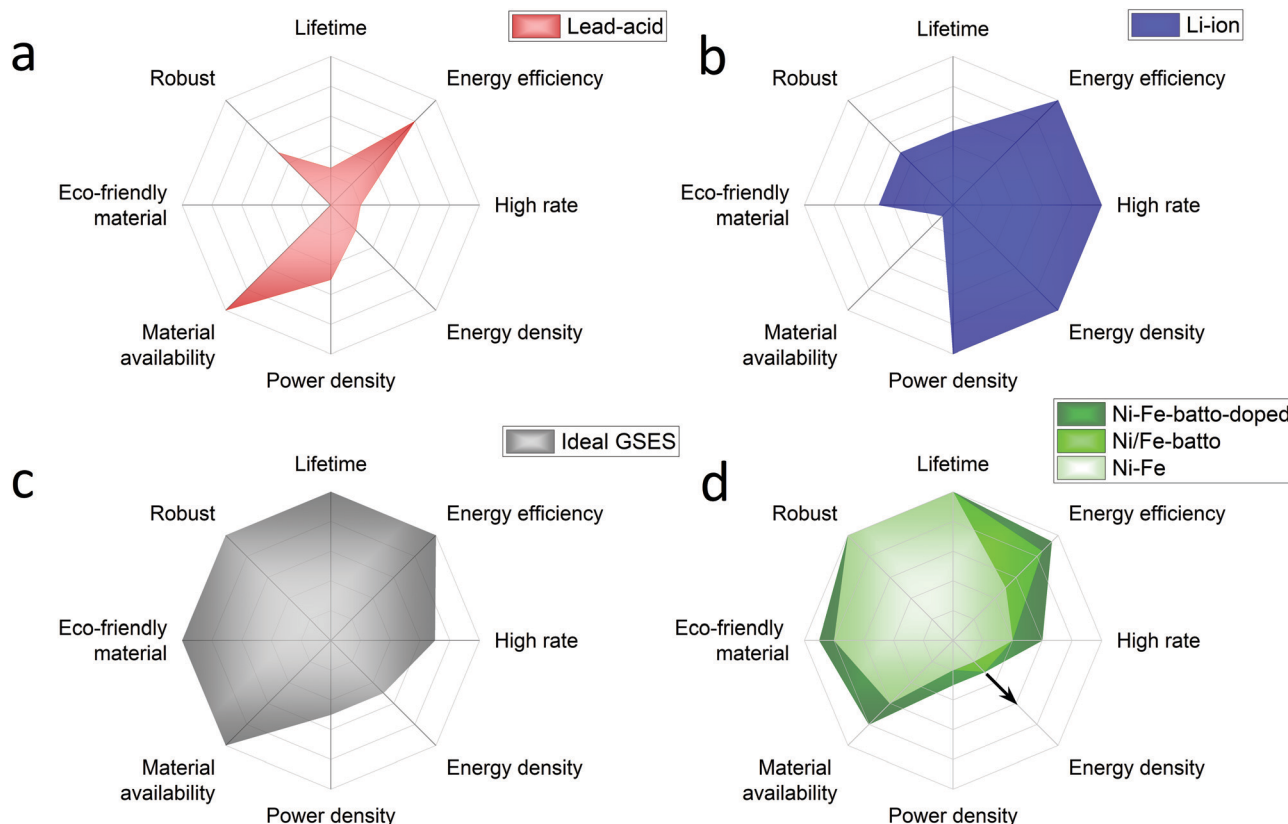 a
Lifetime
Lead-acid
Robust
Energy efficiency
Eco-friendly
material
High rate
Material
availability
Energy density
Power density
b
Lifetime
Li-ion
Robust
Energy efficiency
Eco-friendly
material
High rate
Material
availability
Energy density
Power density
c
Lifetime
Ideal GSES
Robust
Energy efficiency
Eco-friendly
material
High rate
Material
availability
Energy density
Power density
d
Lifetime
Ni-Fe-batto-doped
Ni/Fe-batto
Ni-Fe
Robust
Energy efficiency
Eco-friendly
material
High rate
Material
availability
Energy density
Power density